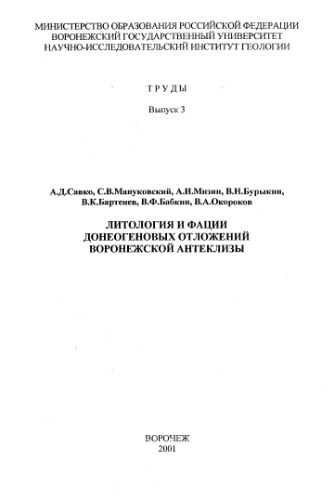 МИНИСТЕРСТВО ОБРАЗОВАНИЯ РОССИЙСКОЙ ФЕДЕРАЦИИ
ВОРОНЕЖСКИЙ ГОСУДАРСТВЕННЫЙ УНИВЕРСИТЕТ
НАУЧНО-ИССЛЕДОВАТЕЛЬСКИЙ ИНСТИТУТ ГЕОЛОГИИ
ТРУДЫ
Выпуск 3
А.Д.Савко, С.В.Мануковский, А.И.Мизин, В.Н.Бурыкин,
В.К.Бартенев, В.Ф.Бабкин, В.А.Окороков
ЛИТОЛОГИЯ И ФАЦИИ
ДОНЕОГЕНОВЫХ ОТЛОЖЕНИЙ
ВОРОНЕЖСКОЙ АНТЕКЛИЗЫ
ВОРОЧЕЖ
2001